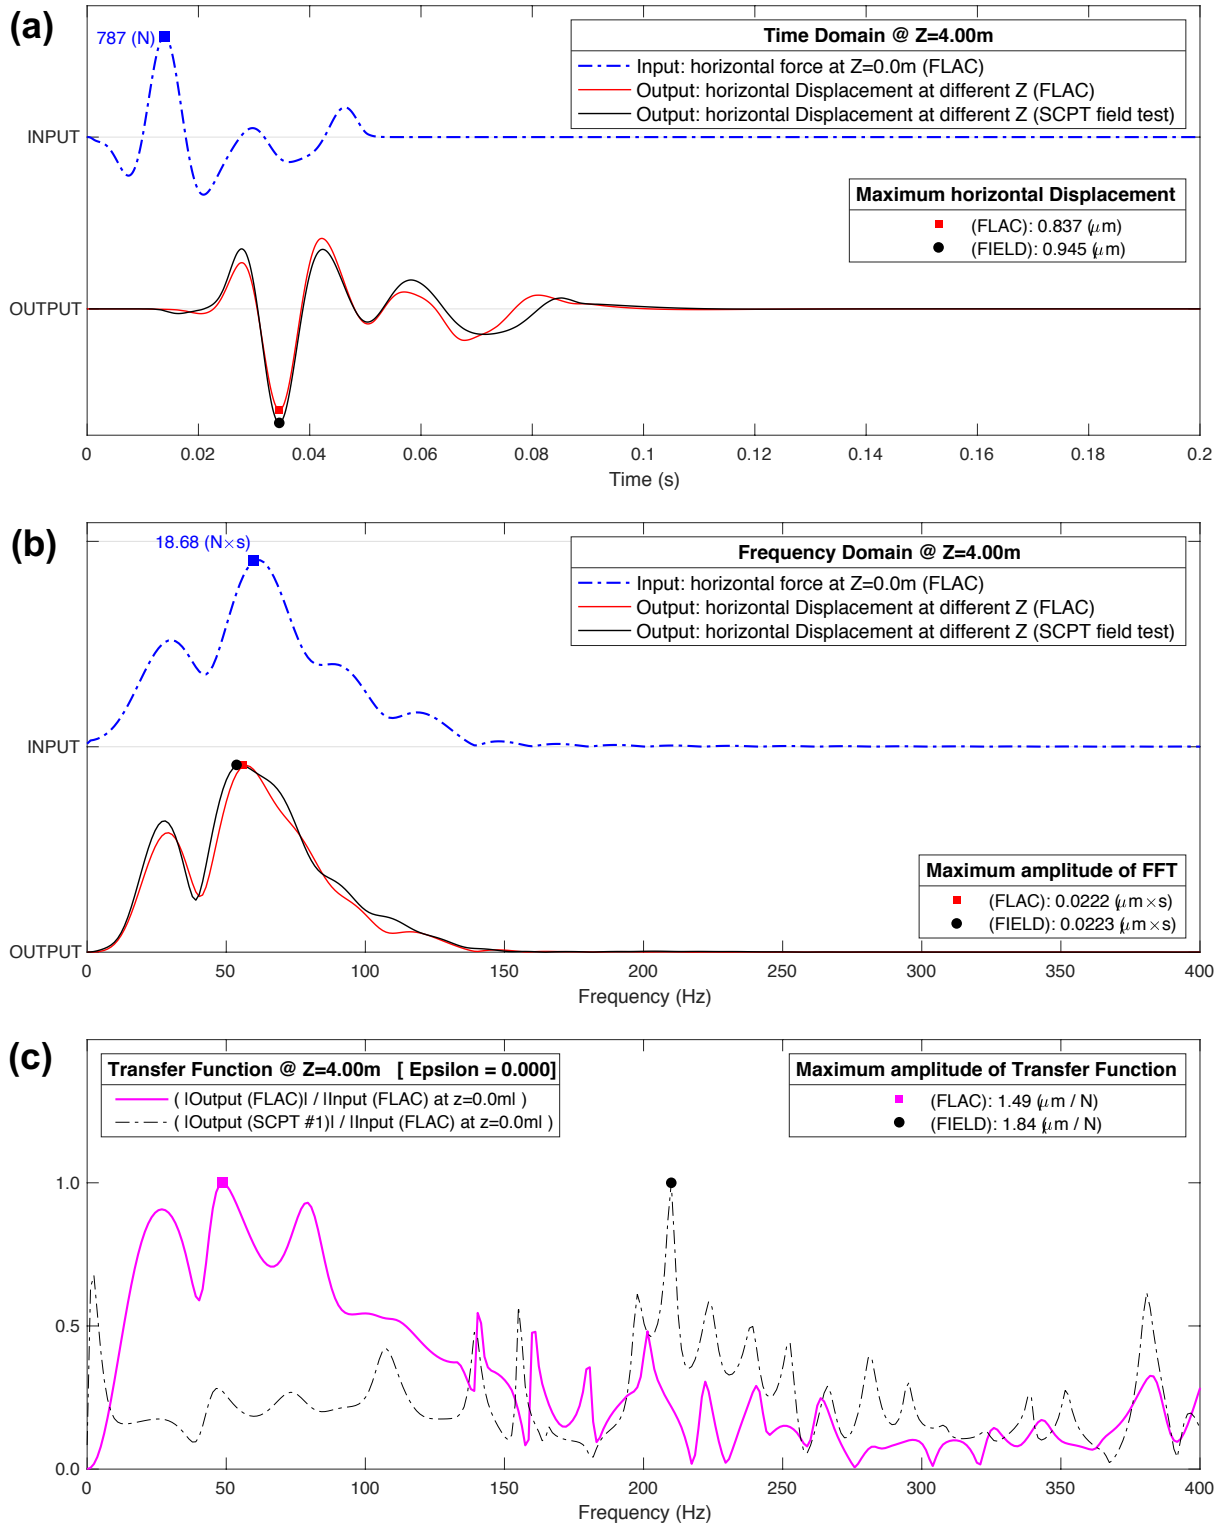 (a)
787 (N)
Time Domain @ Z=4.00m
Input: horizontal force at Z=0.0m (FLAC)
Output: horizontal Displacement at different Z (FLAC)
Output: horizontal Displacement at different Z (SCPT field test)
INPUT
Maximum horizontal Displacement
(FLAC): 0.837 (μm)
(FIELD): 0.945 (μm)
OUTPUT
0 0.02 0.04 0.06 0.08 0.1 0.12 0.14 0.16 0.18 0.2
Time (s)
(b)
18.68 (N×s)
Frequency Domain @ Z=4.00m
Input: horizontal force at Z=0.0m (FLAC)
Output: horizontal Displacement at different Z (FLAC)
Output: horizontal Displacement at different Z (SCPT field test)
INPUT
Maximum amplitude of FFT
(FLAC): 0.0222 (μm×s)
(FIELD): 0.0223 (μm×s)
OUTPUT
0 50 100 150 200 250 300 350 400
Frequency (Hz)
(c)
Transfer Function @ Z=4.00m [ Epsilon = 0.000]
( |Output (FLAC)| / |Input (FLAC) at z=0.0m| )
( |Output (SCPT #1)| / |Input (FLAC) at z=0.0m| )
Maximum amplitude of Transfer Function
(FLAC): 1.49 (μm / N)
(FIELD): 1.84 (μm / N)
1.0
0.5
0.0
0 50 100 150 200 250 300 350 400
Frequency (Hz)